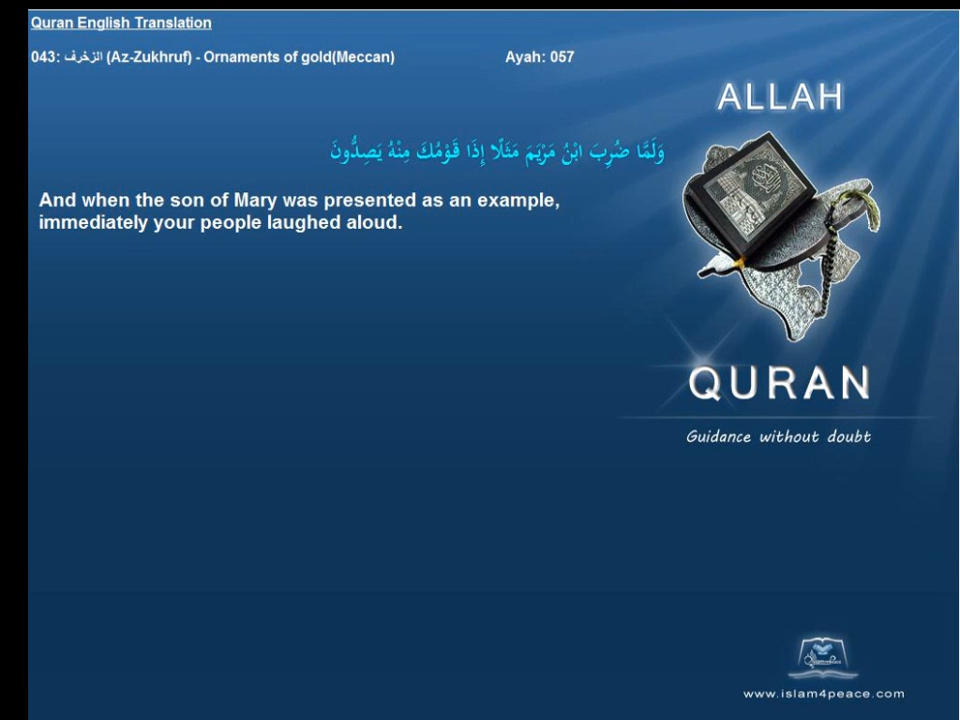 Quran English Translation
043: الزخرف (Az-Zukhruf) - Ornaments of gold(Meccan) Ayah: 057
ALLAH
وَلَمَّا ضُرِبَ ابْنُ مَرْيَمَ مَثَلًا إِذَا قَوْمُكَ مِنْهُ يَصِدُّونَ
And when the son of Mary was presented as an example,
immediately your people laughed aloud.
QURAN
Guidance without doubt
www.islam4peace.com